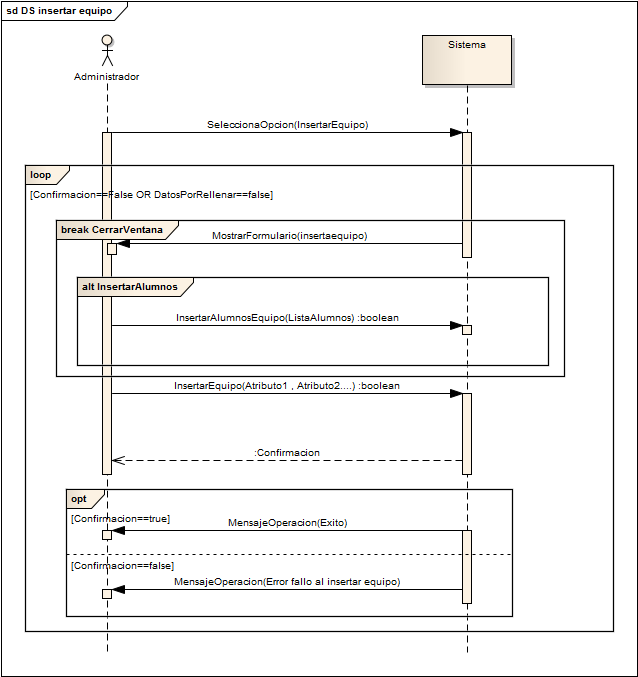 sd DS insertar equipo
Administrador
Sistema
SeleccionaOpcion(InsertarEquipo)
loop
[Confirmacion==False OR DatosPorRellenar==false]
break CerrarVentana
MostrarFormulario(insertaequipo)
alt InsertarAlumnos
InsertarAlumnosEquipo(ListaAlumnos) :boolean
InsertarEquipo(Atributo1 , Atributo2....) :boolean
:Confirmacion
opt
[Confirmacion==true]
MensajeOperacion(Exito)
[Confirmacion==false]
MensajeOperacion(Error fallo al insertar equipo)